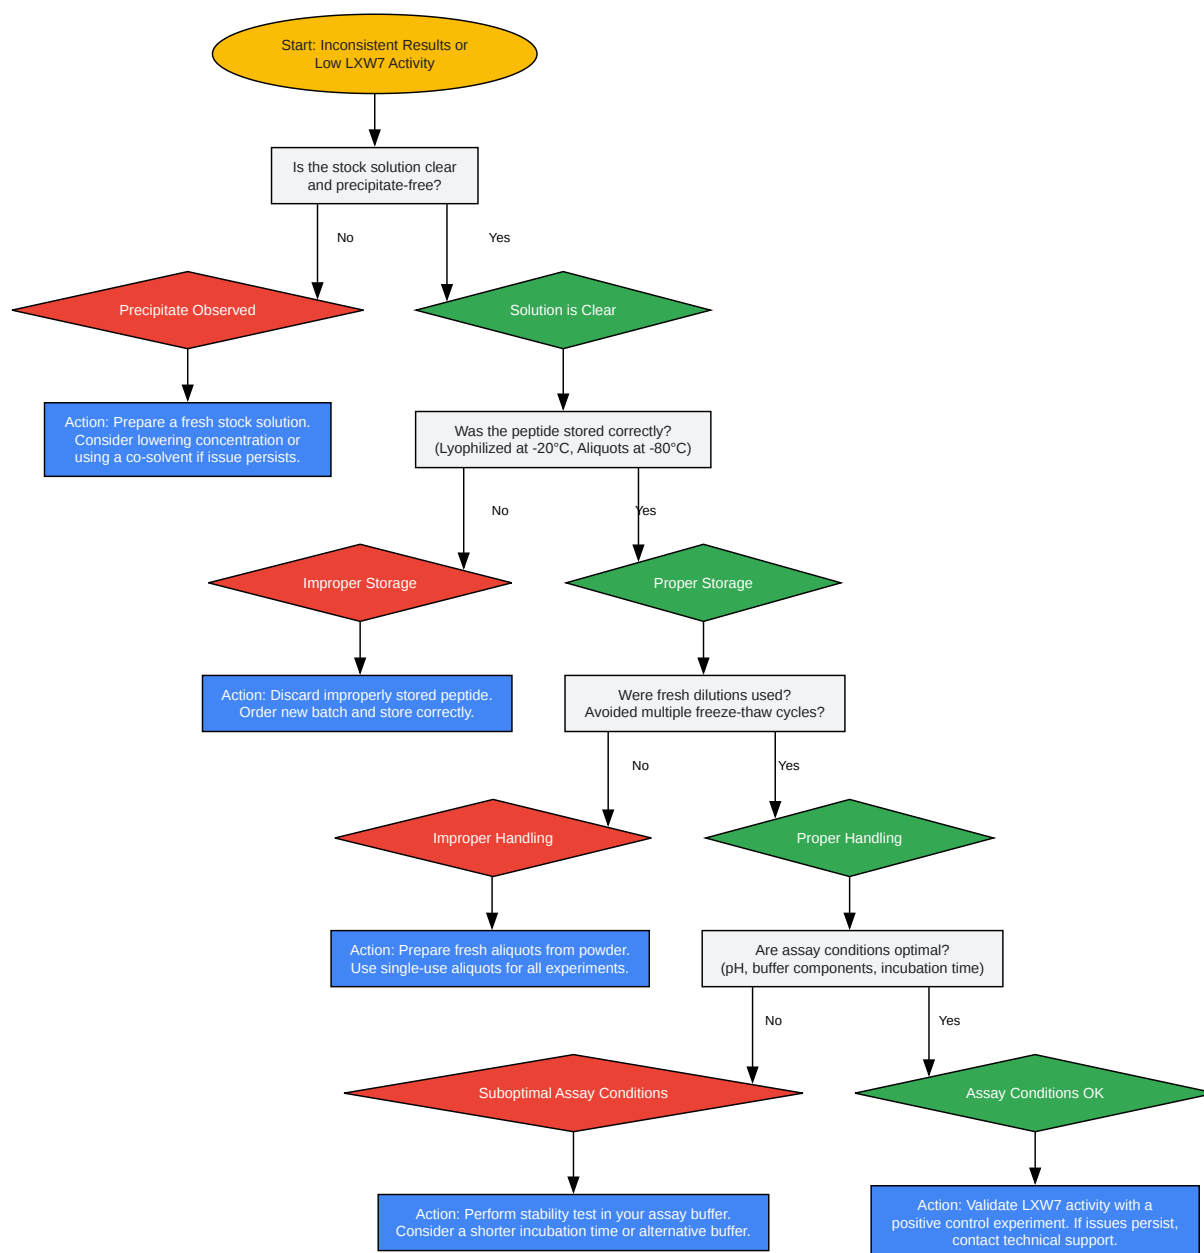 Start: Inconsistent Results or
Low LXW7 Activity
Is the stock solution clear
and precipitate-free?
No
Yes
Precipitate Observed
Solution is Clear
Action: Prepare a fresh stock solution.
Consider lowering concentration or
using a co-solvent if issue persists.
Was the peptide stored correctly?
(Lyophilized at -20°C, Aliquots at -80°C)
No
Yes
Improper Storage
Proper Storage
Action: Discard improperly stored peptide.
Order new batch and store correctly.
Were fresh dilutions used?
Avoided multiple freeze-thaw cycles?
No
Yes
Improper Handling
Proper Handling
Action: Prepare fresh aliquots from powder.
Use single-use aliquots for all experiments.
Are assay conditions optimal?
(pH, buffer components, incubation time)
No
Yes
Suboptimal Assay Conditions
Assay Conditions OK
Action: Perform stability test in your assay buffer.
Consider a shorter incubation time or alternative buffer.
Action: Validate LXW7 activity with a
positive control experiment. If issues persist,
contact technical support.